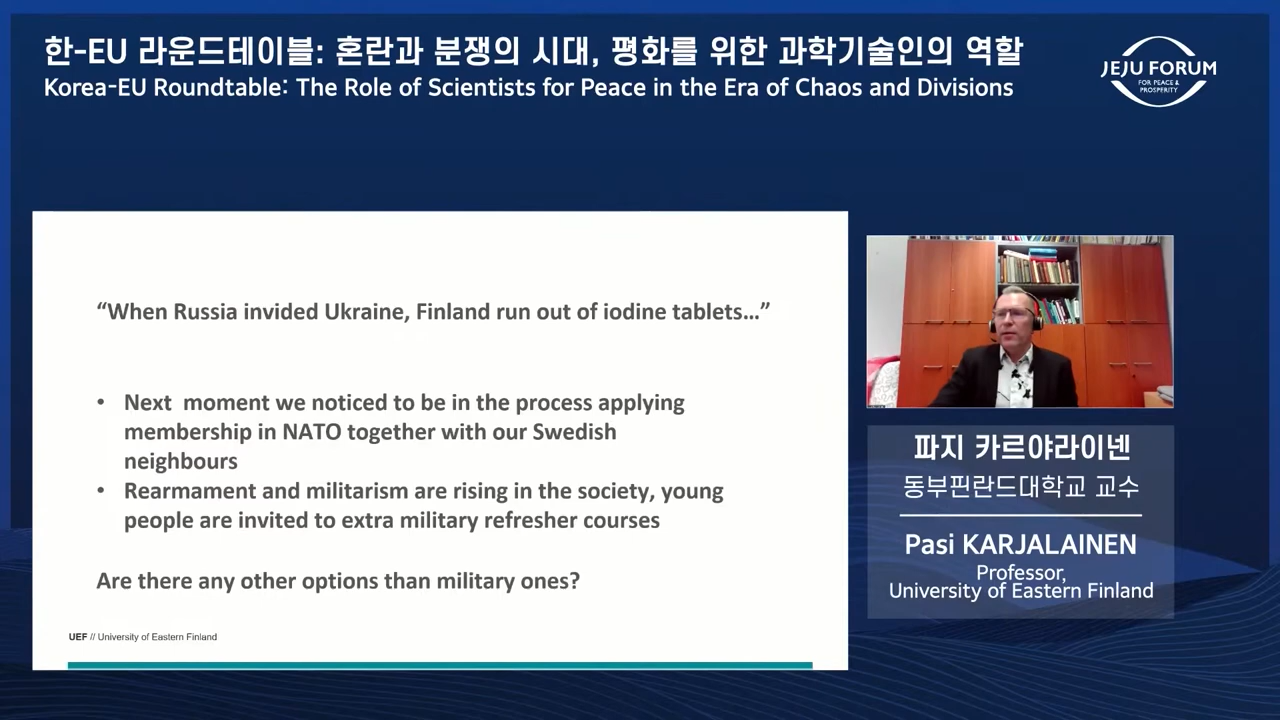 한-EU 라운드테이블: 혼란과 분쟁의 시대, 평화를 위한 과학기술인의 역할
Korea-EU Roundtable: The Role of Scientists for Peace in the Era of Chaos and Divisions
JEJU FORUM
FOR PEACE &
PROSPERITY
“When Russia invided Ukraine, Finland run out of iodine tablets…”
• Next  moment we noticed to be in the process applying
membership in NATO together with our Swedish
neighbours
• Rearmament and militarism are rising in the society, young
people are invited to extra military refresher courses
Are there any other options than military ones?
UEF // University of Eastern Finland
파지 카르야라이넨
동부핀란드대학교 교수
Pasi KARJALAINEN
Professor,
University of Eastern Finland